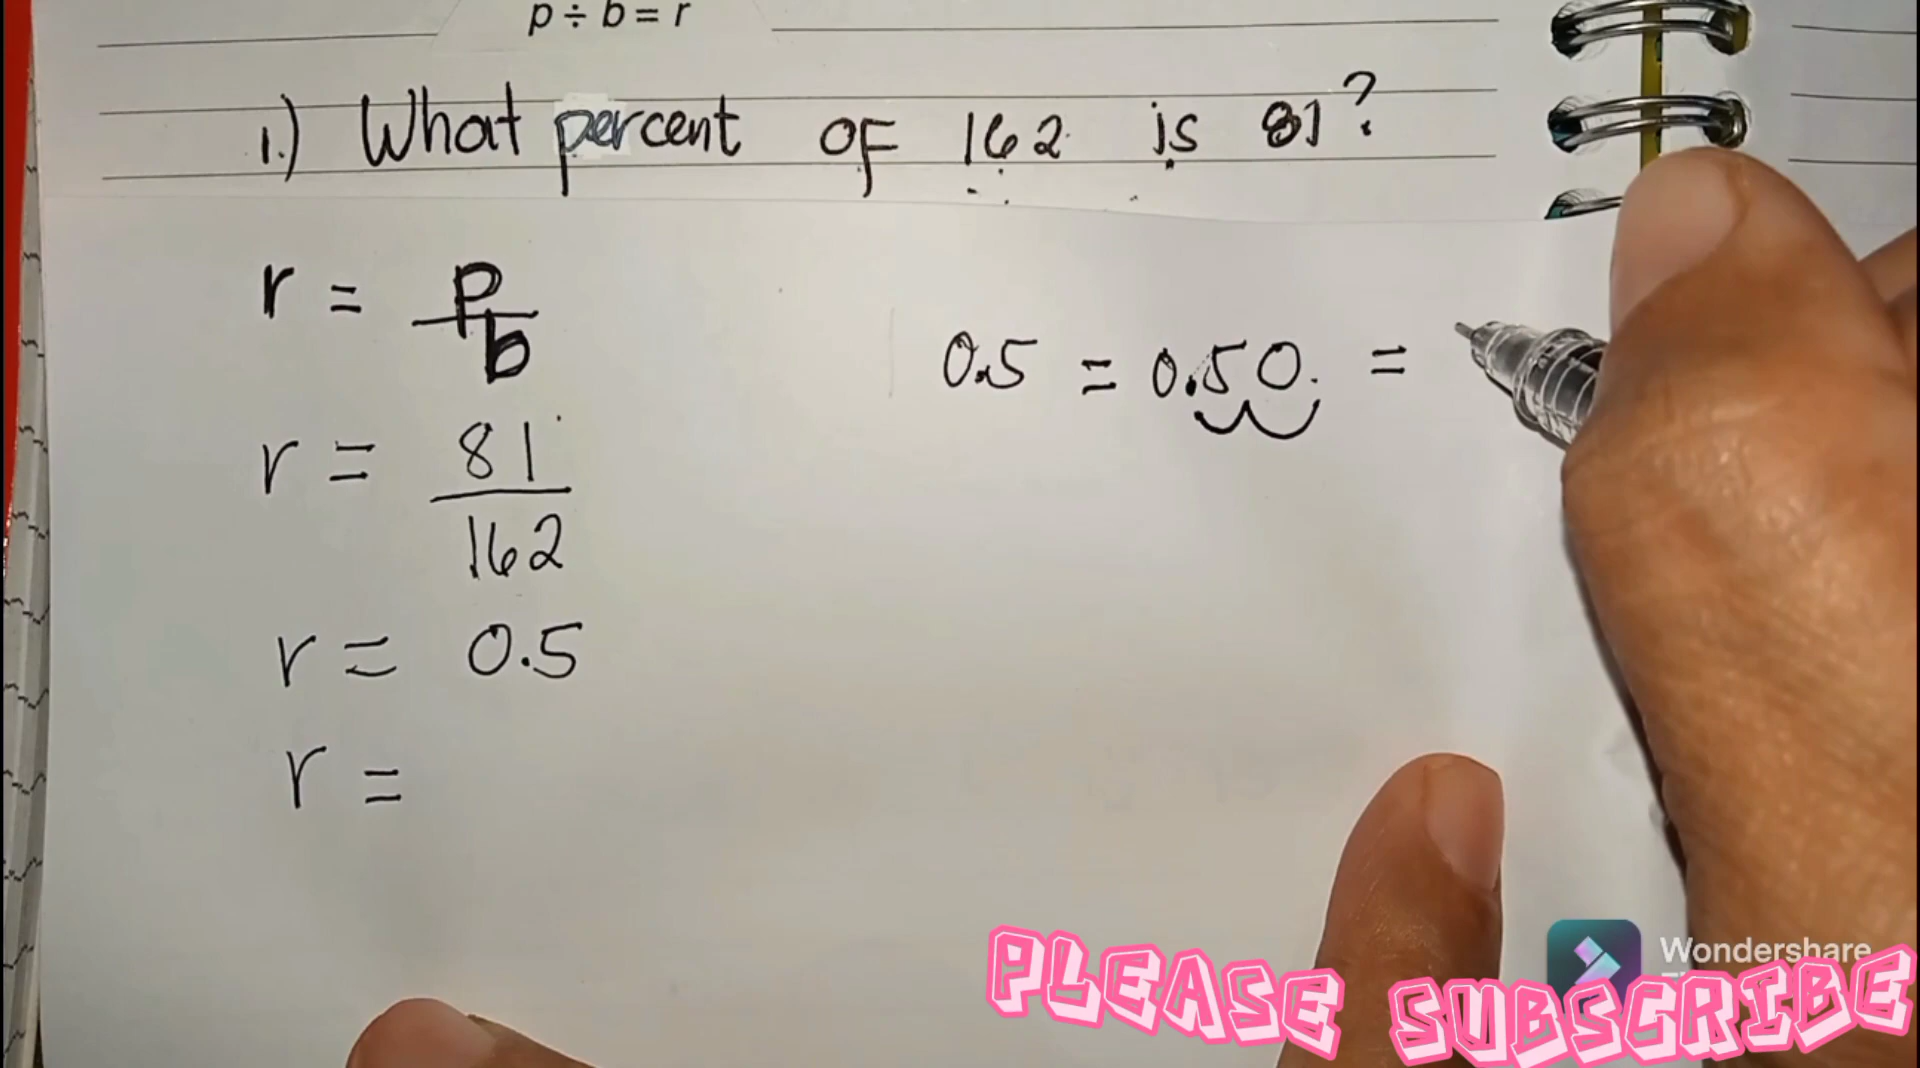 p ÷ b = r
1.) What percent of 162 is 81?
r = p/b
r = 81/162
r = 0.5
r =
0.5 = 0.50. =
Wondershare
PLEASE SUBSCRIBE